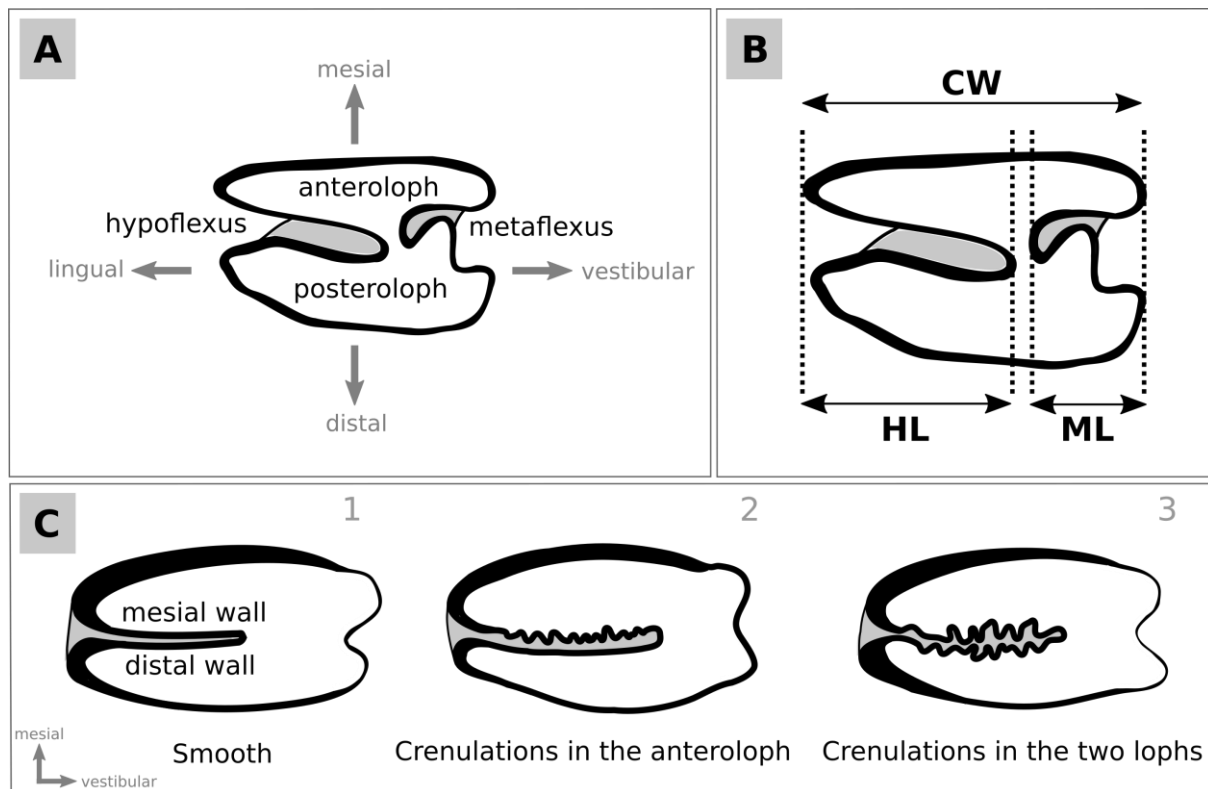 A
mesial
anteroloph
hypoflexus
metaflexus
lingual
vestibular
posteroloph
distal
B
CW
HL
ML
C
1
2
3
mesial wall
distal wall
mesial
vestibular
Smooth
Crenulations in the anteroloph
Crenulations in the two lophs